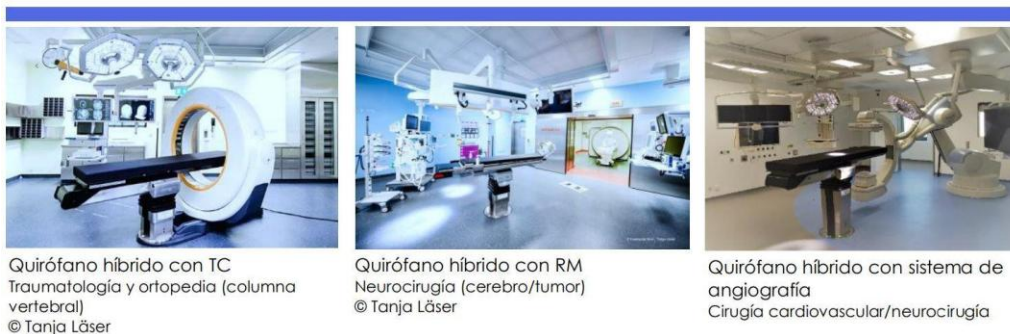 Quirófano híbrido con TC
Traumatología y ortopedia (columna
vertebral)
© Tanja Läser
Quirófano híbrido con RM
Neurocirugía (cerebro/tumor)
© Tanja Läser
Quirófano híbrido con sistema de
angiografía
Cirugía cardiovascular/neurocirugía